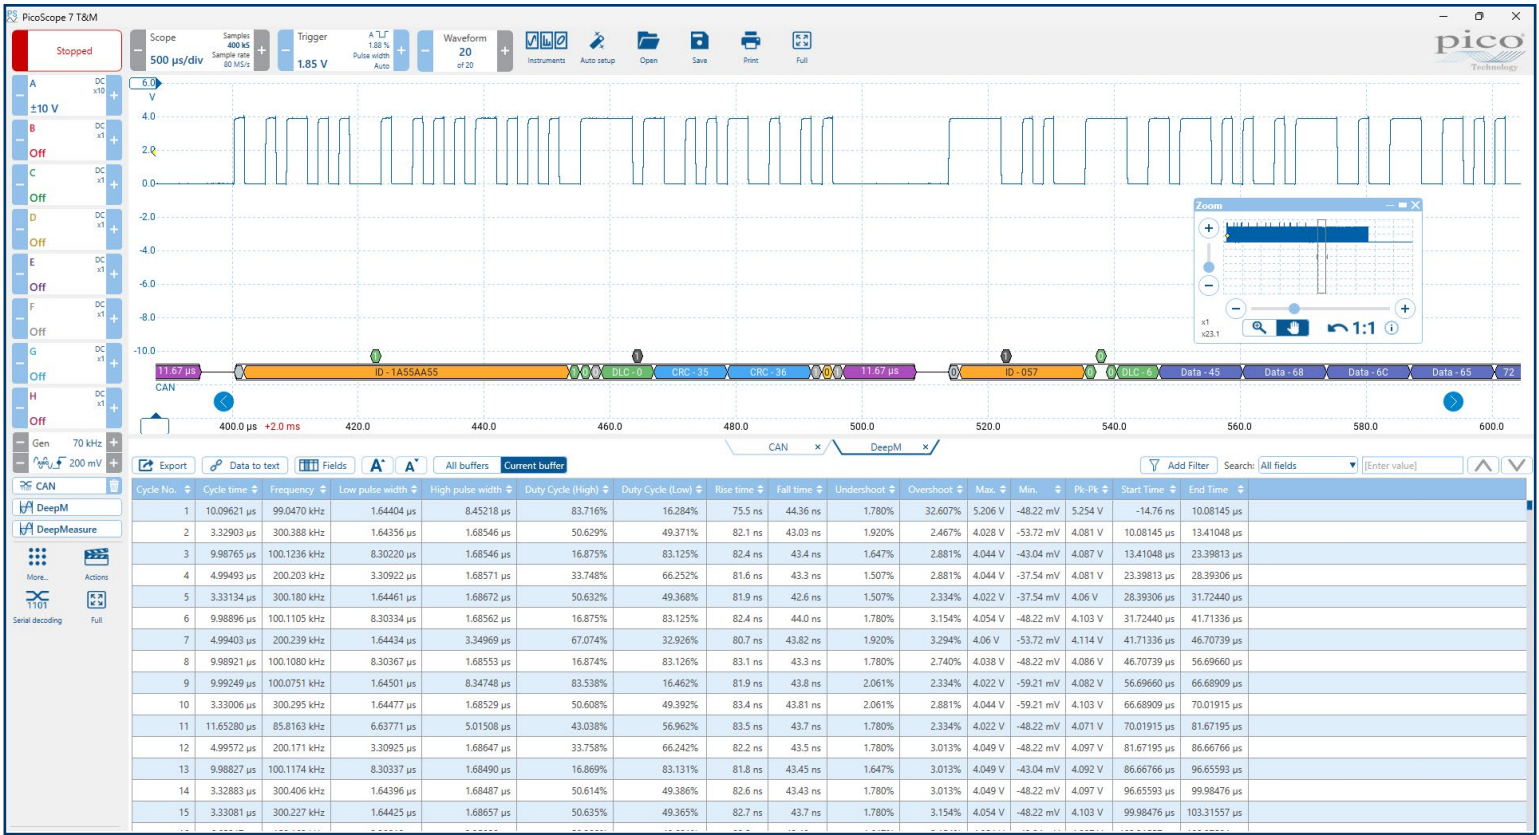 PicoScope 7 T&M
Stopped
Scope
500 µs/div
Samples
400 kS
Sample rate
80 MS/s
Trigger
1.85 V
A
1.88 %
Pulse width
Auto
Waveform
20
of 20
Instruments
Auto setup
Open
Save
Print
Full
pico
Technology
A DC
x10
±10 V
B DC
x1
Off
C DC
x1
Off
D DC
x1
Off
E DC
x1
Off
F DC
x1
Off
G DC
x1
Off
H DC
x1
Off
Gen 70 kHz
200 mV
CAN
DeepM
DeepMeasure
More... Actions
1101
Serial decoding Full
6.0
V
4.0
2.0
0.0
-2.0
-4.0
-6.0
-8.0
-10.0
Zoom
x1
x23.1
1:1
1 1 1 0
11.67 µs 0 ID - 1A55AA55 0 0 0 DLC - 0 CRC - 35 CRC - 36 1 0 1 11.67 µs 0 ID - 057 0 0 DLC - 6 Data - 45 Data - 68 Data - 6C Data - 65 72
CAN
400.0 µs +2.0 ms 420.0 440.0 460.0 480.0 500.0 520.0 540.0 560.0 580.0 600.0
CAN × DeepM ×
Export Data to text Fields A A All buffers Current buffer Add Filter Search: All fields [Enter value]
Cycle No. Cycle time Frequency Low pulse width High pulse width Duty Cycle (High) Duty Cycle (Low) Rise time Fall time Undershoot Overshoot Max. Min. Pk-Pk Start Time End Time
1 10.09621 µs 99.0470 kHz 1.64404 µs 8.45218 µs 83.716% 16.284% 75.5 ns 44.36 ns 1.780% 32.607% 5.206 V -48.22 mV 5.254 V -14.76 ns 10.08145 µs
2 3.32903 µs 300.388 kHz 1.64356 µs 1.68546 µs 50.629% 49.371% 82.1 ns 43.03 ns 1.920% 2.467% 4.028 V -53.72 mV 4.081 V 10.08145 µs 13.41048 µs
3 9.98765 µs 100.1236 kHz 8.30220 µs 1.68546 µs 16.875% 83.125% 82.4 ns 43.4 ns 1.647% 2.881% 4.044 V -43.04 mV 4.087 V 13.41048 µs 23.39813 µs
4 4.99493 µs 200.203 kHz 3.30922 µs 1.68571 µs 33.748% 66.252% 81.6 ns 43.3 ns 1.507% 2.881% 4.044 V -37.54 mV 4.081 V 23.39813 µs 28.39306 µs
5 3.33134 µs 300.180 kHz 1.64461 µs 1.68672 µs 50.632% 49.368% 81.9 ns 42.6 ns 1.507% 2.334% 4.022 V -37.54 mV 4.06 V 28.39306 µs 31.72440 µs
6 9.98896 µs 100.1105 kHz 8.30334 µs 1.68562 µs 16.875% 83.125% 82.4 ns 44.0 ns 1.780% 3.154% 4.054 V -48.22 mV 4.103 V 31.72440 µs 41.71336 µs
7 4.99403 µs 200.239 kHz 1.64434 µs 3.34969 µs 67.074% 32.926% 80.7 ns 43.82 ns 1.920% 3.294% 4.06 V -53.72 mV 4.114 V 41.71336 µs 46.70739 µs
8 9.98921 µs 100.1080 kHz 8.30367 µs 1.68553 µs 16.874% 83.126% 83.1 ns 43.3 ns 1.780% 2.740% 4.038 V -48.22 mV 4.086 V 46.70739 µs 56.69660 µs
9 9.99249 µs 100.0751 kHz 1.64501 µs 8.34748 µs 83.538% 16.462% 81.9 ns 43.8 ns 2.061% 2.334% 4.022 V -59.21 mV 4.082 V 56.69660 µs 66.68909 µs
10 3.33006 µs 300.295 kHz 1.64477 µs 1.68529 µs 50.608% 49.392% 83.4 ns 43.81 ns 2.061% 2.881% 4.044 V -59.21 mV 4.103 V 66.68909 µs 70.01915 µs
11 11.65280 µs 85.8163 kHz 6.63771 µs 5.01508 µs 43.038% 56.962% 83.5 ns 43.7 ns 1.780% 2.334% 4.022 V -48.22 mV 4.071 V 70.01915 µs 81.67195 µs
12 4.99572 µs 200.171 kHz 3.30925 µs 1.68647 µs 33.758% 66.242% 82.2 ns 43.5 ns 1.780% 3.013% 4.049 V -48.22 mV 4.097 V 81.67195 µs 86.66766 µs
13 9.98827 µs 100.1174 kHz 8.30337 µs 1.68490 µs 16.869% 83.131% 81.8 ns 43.45 ns 1.647% 3.013% 4.049 V -43.04 mV 4.092 V 86.66766 µs 96.65593 µs
14 3.32883 µs 300.406 kHz 1.64396 µs 1.68487 µs 50.614% 49.386% 82.6 ns 43.43 ns 1.780% 3.013% 4.049 V -48.22 mV 4.097 V 96.65593 µs 99.98476 µs
15 3.33081 µs 300.227 kHz 1.64425 µs 1.68657 µs 50.635% 49.365% 82.7 ns 43.7 ns 1.780% 3.154% 4.054 V -48.22 mV 4.103 V 99.98476 µs 103.31557 µs